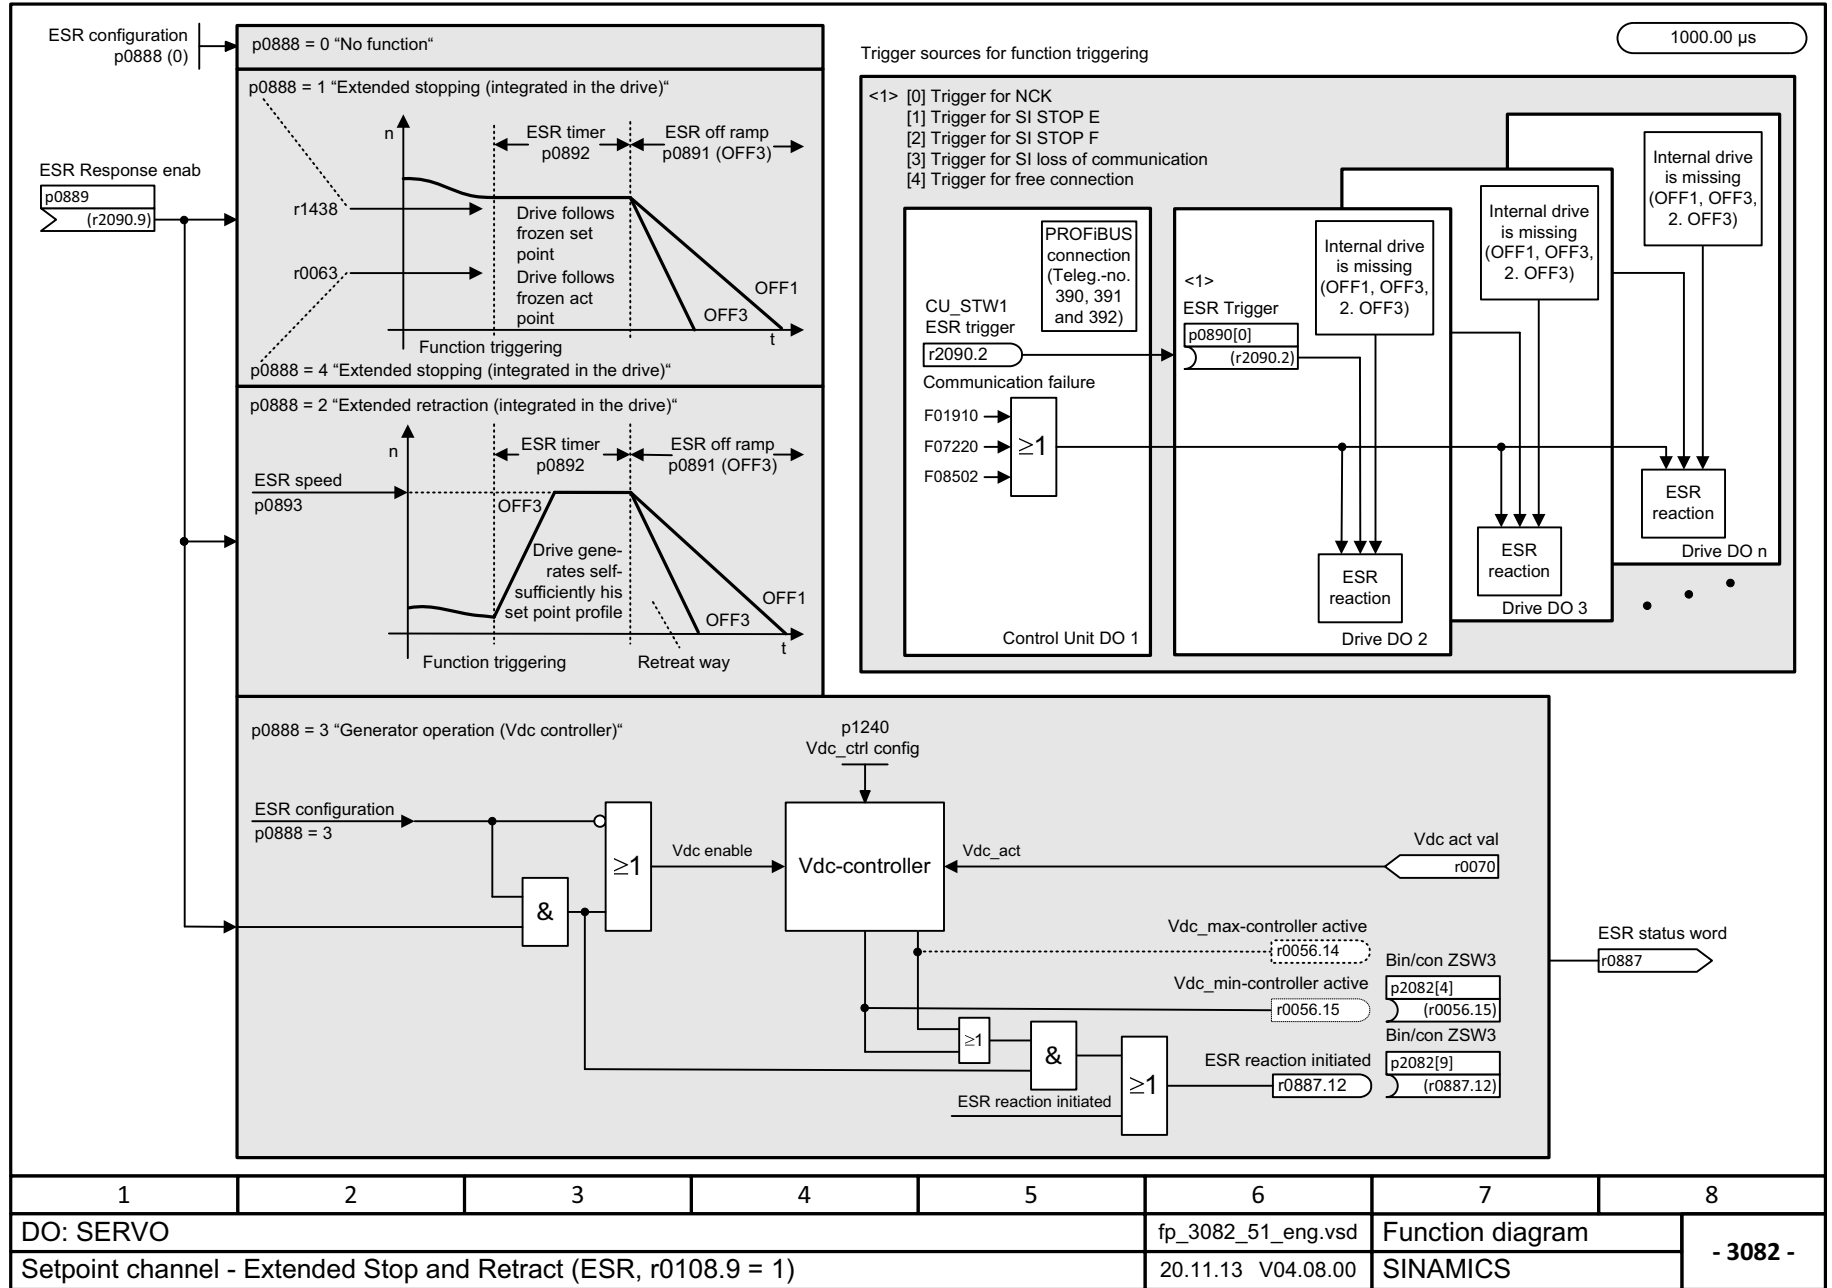 ESR configuration
p0888 (0)
p0888 = 0 “No function“
p0888 = 1 “Extended stopping (integrated in the drive)“
n
ESR timer
p0892
ESR off ramp
p0891 (OFF3)
ESR Response enab
p0889
(r2090.9)
r1438
Drive follows
frozen set
point
r0063
Drive follows
frozen act
point
OFF1
OFF3
t
Function triggering
p0888 = 4 “Extended stopping (integrated in the drive)“
p0888 = 2 “Extended retraction (integrated in the drive)“
n
ESR timer
p0892
ESR off ramp
p0891 (OFF3)
ESR speed
p0893
OFF3
Drive gene-
rates self-
sufficiently his
set point profile
OFF1
OFF3
t
Function triggering
Retreat way
1000.00 µs
Trigger sources for function triggering
<1> [0] Trigger for NCK
[1] Trigger for SI STOP E
[2] Trigger for SI STOP F
[3] Trigger for SI loss of communication
[4] Trigger for free connection
PROFiBUS
connection
(Teleg.-no.
390, 391
and 392)
CU_STW1
ESR trigger
r2090.2
Communication failure
F01910
F07220
F08502
≥1
Control Unit DO 1
<1>
ESR Trigger
p0890[0]
(r2090.2)
Internal drive
is missing
(OFF1, OFF3,
2. OFF3)
ESR
reaction
Drive DO 2
Internal drive
is missing
(OFF1, OFF3,
2. OFF3)
ESR
reaction
Drive DO 3
Internal drive
is missing
(OFF1, OFF3,
2. OFF3)
ESR
reaction
Drive DO n
p0888 = 3 “Generator operation (Vdc controller)“
p1240
Vdc_ctrl config
ESR configuration
p0888 = 3
≥1
&
Vdc enable
Vdc-controller
Vdc_act
Vdc act val
r0070
Vdc_max-controller active
r0056.14
Vdc_min-controller active
r0056.15
Bin/con ZSW3
p2082[4]
(r0056.15)
Bin/con ZSW3
p2082[9]
(r0887.12)
≥1
&
≥1
ESR reaction initiated
r0887.12
ESR reaction initiated
ESR status word
r0887
1 2 3 4 5 6 7 8
DO: SERVO
fp_3082_51_eng.vsd
Function diagram
- 3082 -
Setpoint channel - Extended Stop and Retract (ESR, r0108.9 = 1)
20.11.13 V04.08.00
SINAMICS